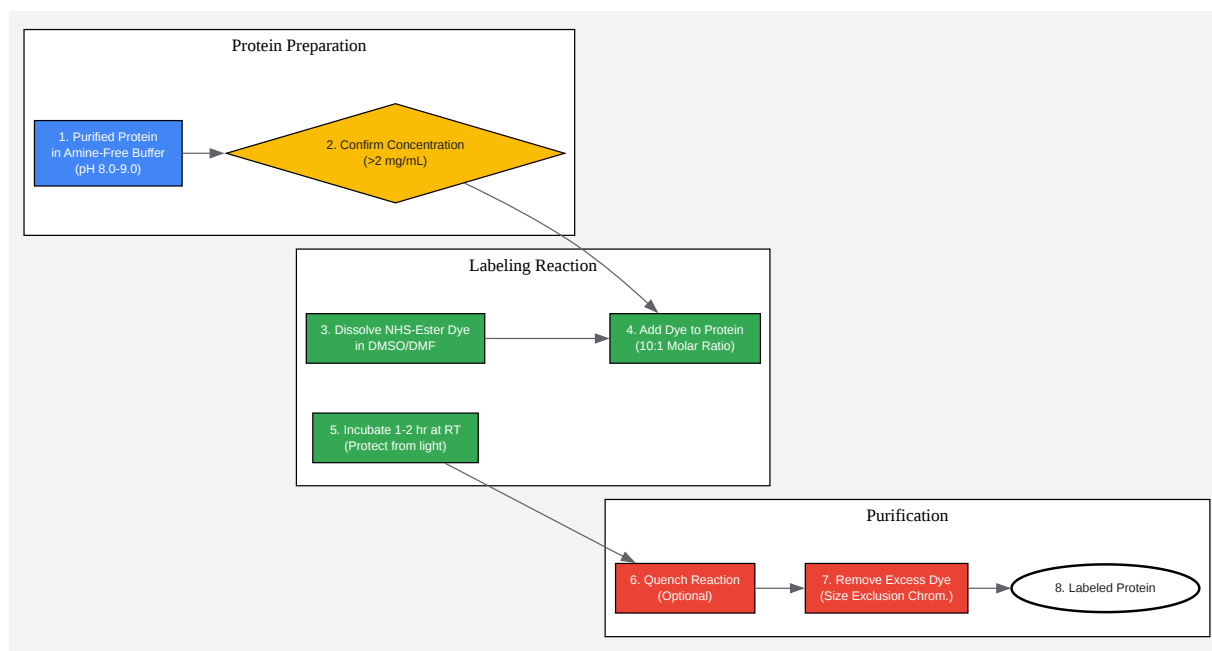 Protein Preparation
1. Purified Protein
in Amine-Free Buffer
(pH 8.0-9.0)
2. Confirm Concentration
(>2 mg/mL)
Labeling Reaction
3. Dissolve NHS-Ester Dye
in DMSO/DMF
4. Add Dye to Protein
(10:1 Molar Ratio)
5. Incubate 1-2 hr at RT
(Protect from light)
Purification
6. Quench Reaction
(Optional)
7. Remove Excess Dye
(Size Exclusion Chrom.)
8. Labeled Protein